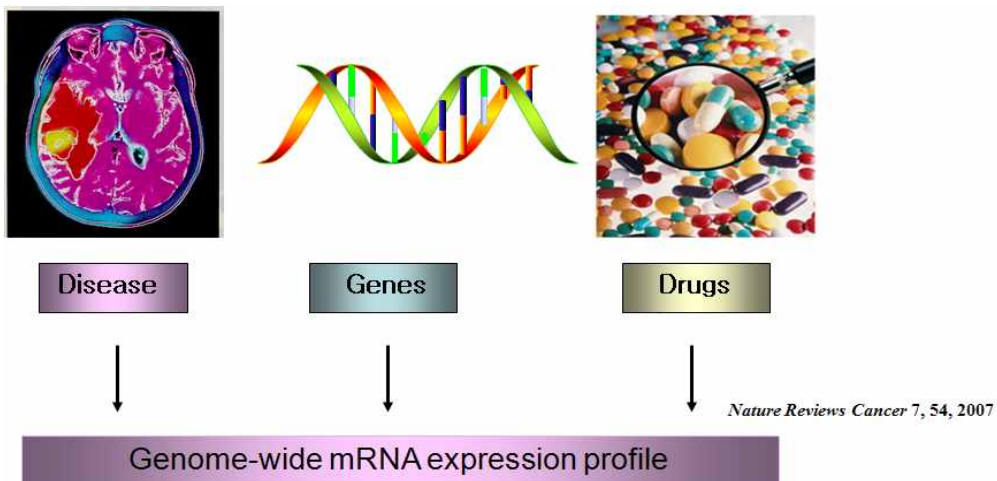 Disease
Genes
Drugs
Nature Reviews Cancer 7, 54, 2007
Genome-wide mRNA expression profile